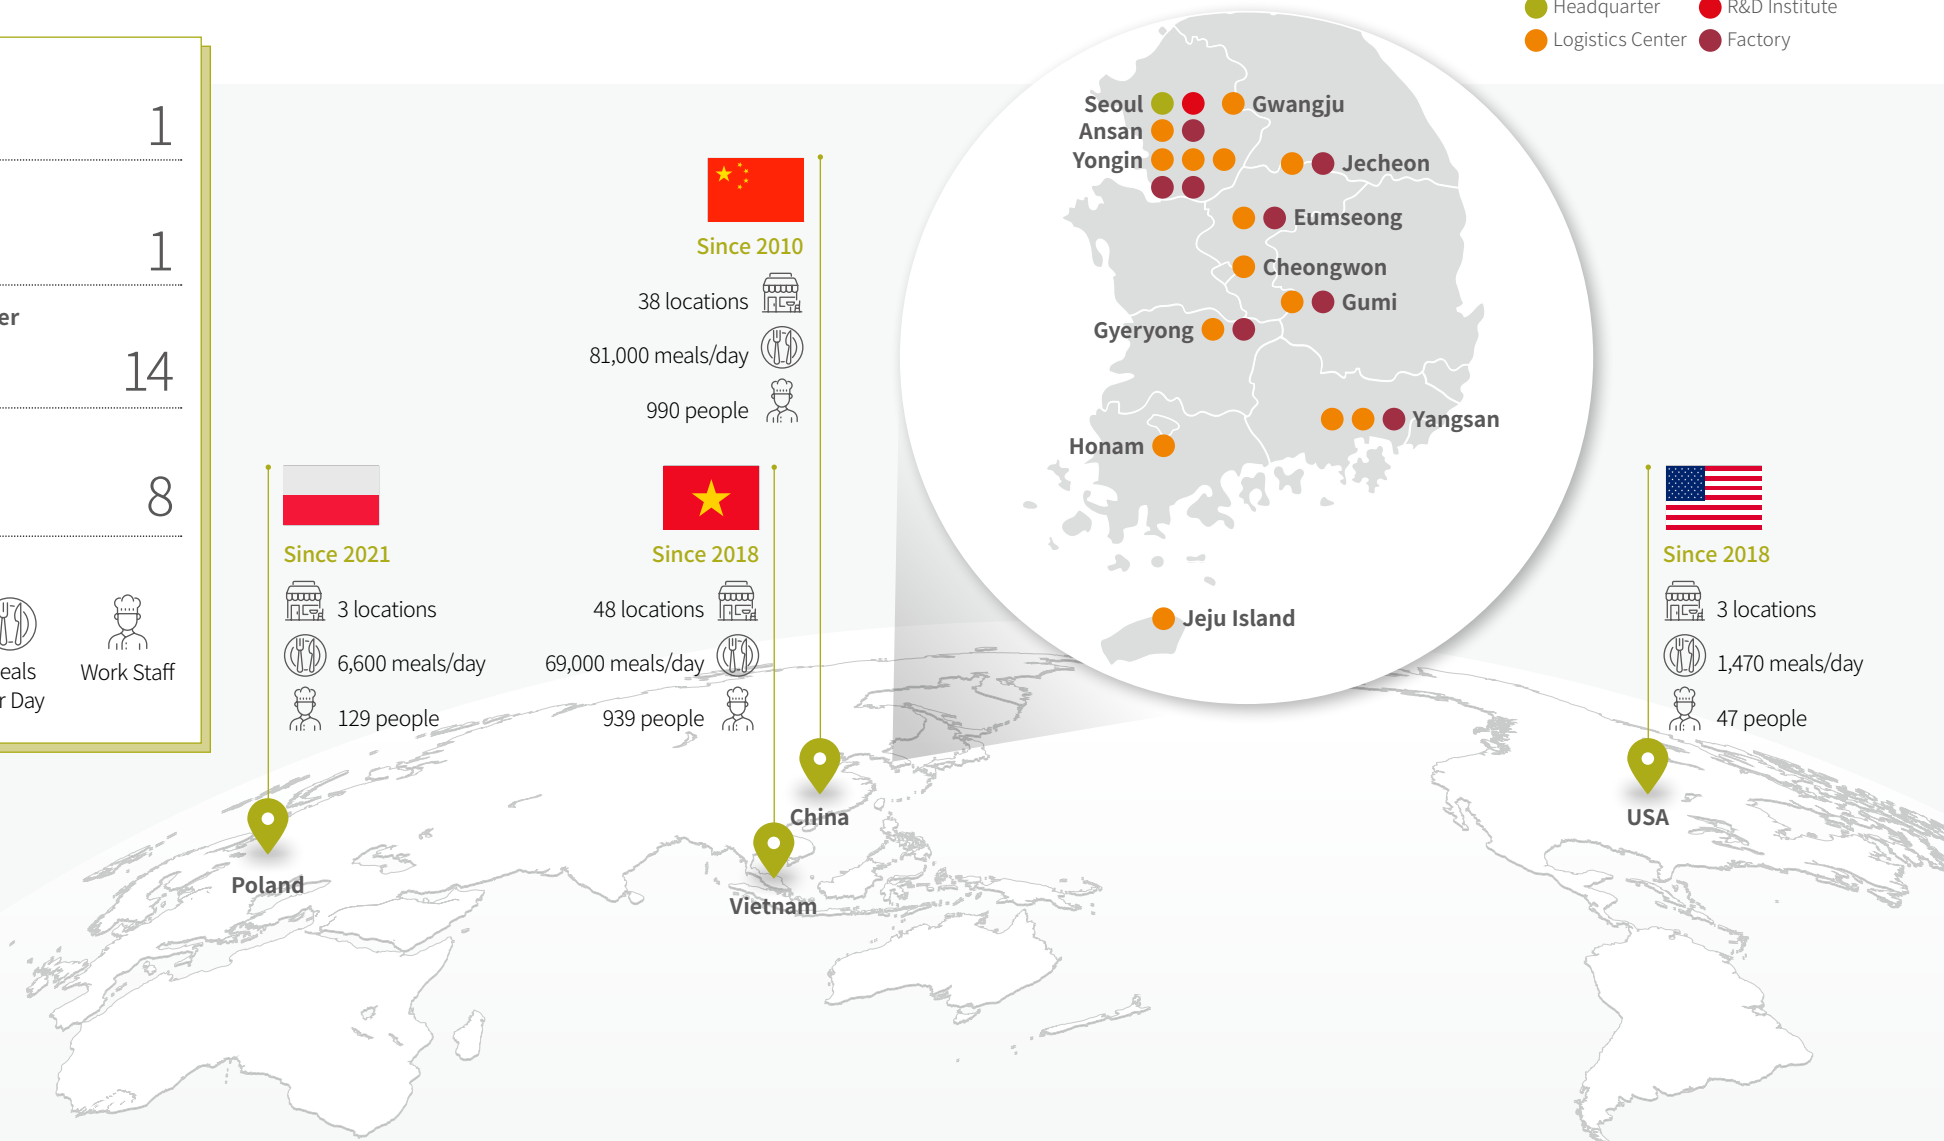 Headquarter
R&D Institute
Logistics Center
Factory
1
1
er
14
8
eals
r Day
Work Staff
Since 2010
38 locations
81,000 meals/day
990 people
Since 2021
3 locations
6,600 meals/day
129 people
Since 2018
48 locations
69,000 meals/day
939 people
Seoul
Gwangju
Ansan
Yongin
Jecheon
Eumseong
Cheongwon
Gumi
Gyeryong
Yangsan
Honam
Jeju Island
Since 2018
3 locations
1,470 meals/day
47 people
China
USA
Poland
Vietnam